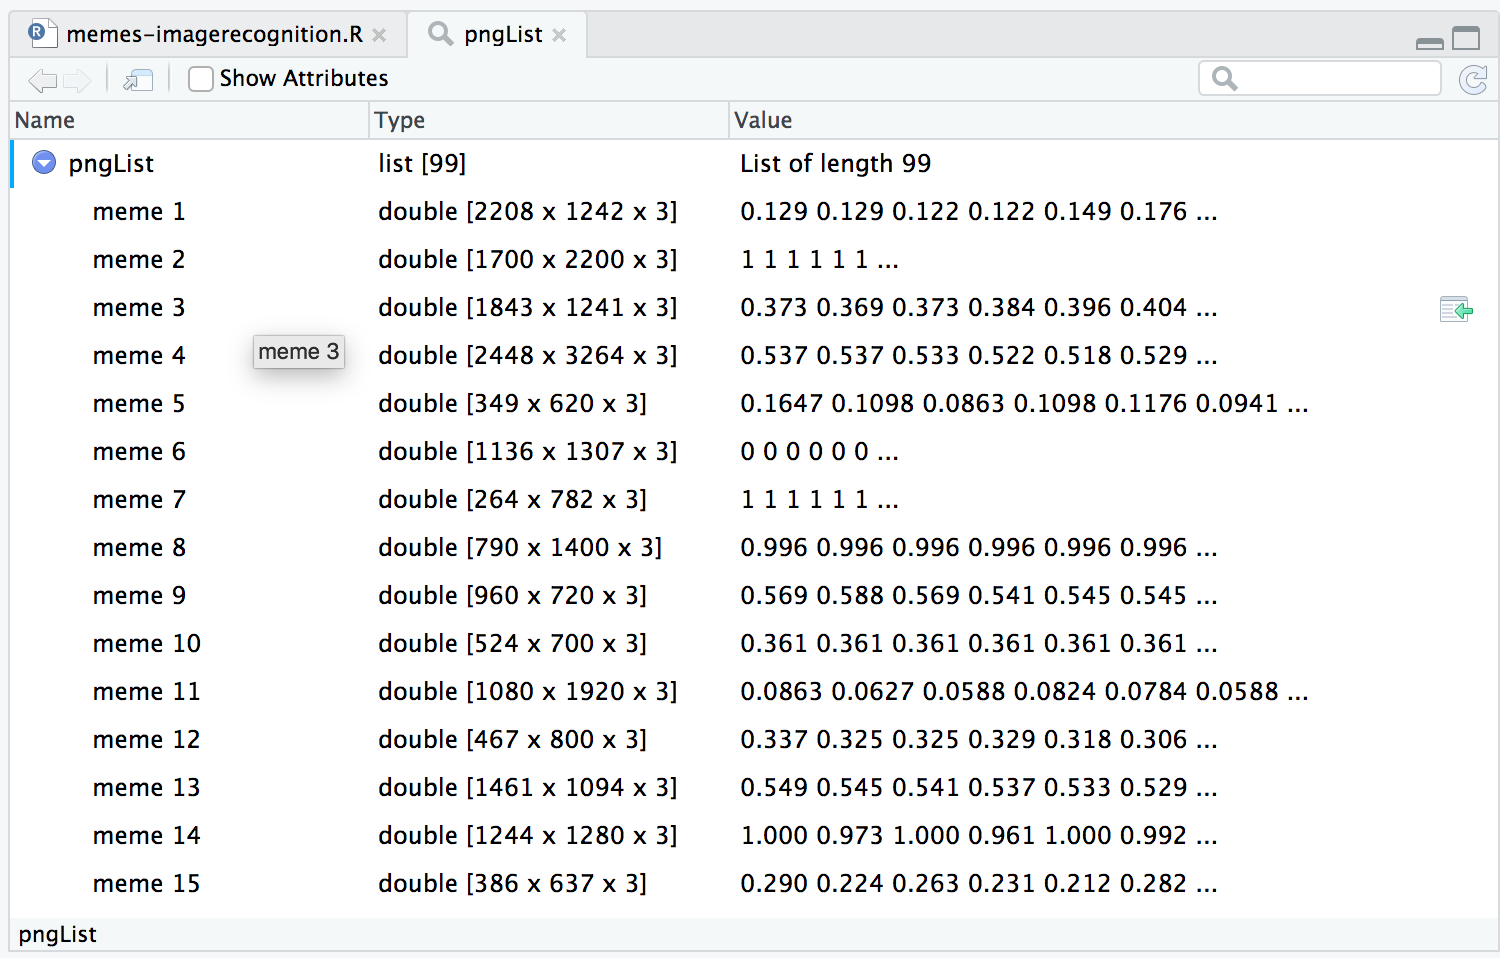 R memes-imagerecognition.R pngList
Show Attributes
Name Type Value
pngList list [99] List of length 99
meme 1 double [2208 x 1242 x 3] 0.129 0.129 0.122 0.122 0.149 0.176 ...
meme 2 double [1700 x 2200 x 3] 1 1 1 1 1 1 ...
meme 3 double [1843 x 1241 x 3] 0.373 0.369 0.373 0.384 0.396 0.404 ...
meme 3
meme 4 double [2448 x 3264 x 3] 0.537 0.537 0.533 0.522 0.518 0.529 ...
meme 5 double [349 x 620 x 3] 0.1647 0.1098 0.0863 0.1098 0.1176 0.0941 ...
meme 6 double [1136 x 1307 x 3] 0 0 0 0 0 0 ...
meme 7 double [264 x 782 x 3] 1 1 1 1 1 1 ...
meme 8 double [790 x 1400 x 3] 0.996 0.996 0.996 0.996 0.996 0.996 ...
meme 9 double [960 x 720 x 3] 0.569 0.588 0.569 0.541 0.545 0.545 ...
meme 10 double [524 x 700 x 3] 0.361 0.361 0.361 0.361 0.361 0.361 ...
meme 11 double [1080 x 1920 x 3] 0.0863 0.0627 0.0588 0.0824 0.0784 0.0588 ...
meme 12 double [467 x 800 x 3] 0.337 0.325 0.325 0.329 0.318 0.306 ...
meme 13 double [1461 x 1094 x 3] 0.549 0.545 0.541 0.537 0.533 0.529 ...
meme 14 double [1244 x 1280 x 3] 1.000 0.973 1.000 0.961 1.000 0.992 ...
meme 15 double [386 x 637 x 3] 0.290 0.224 0.263 0.231 0.212 0.282 ...
pngList